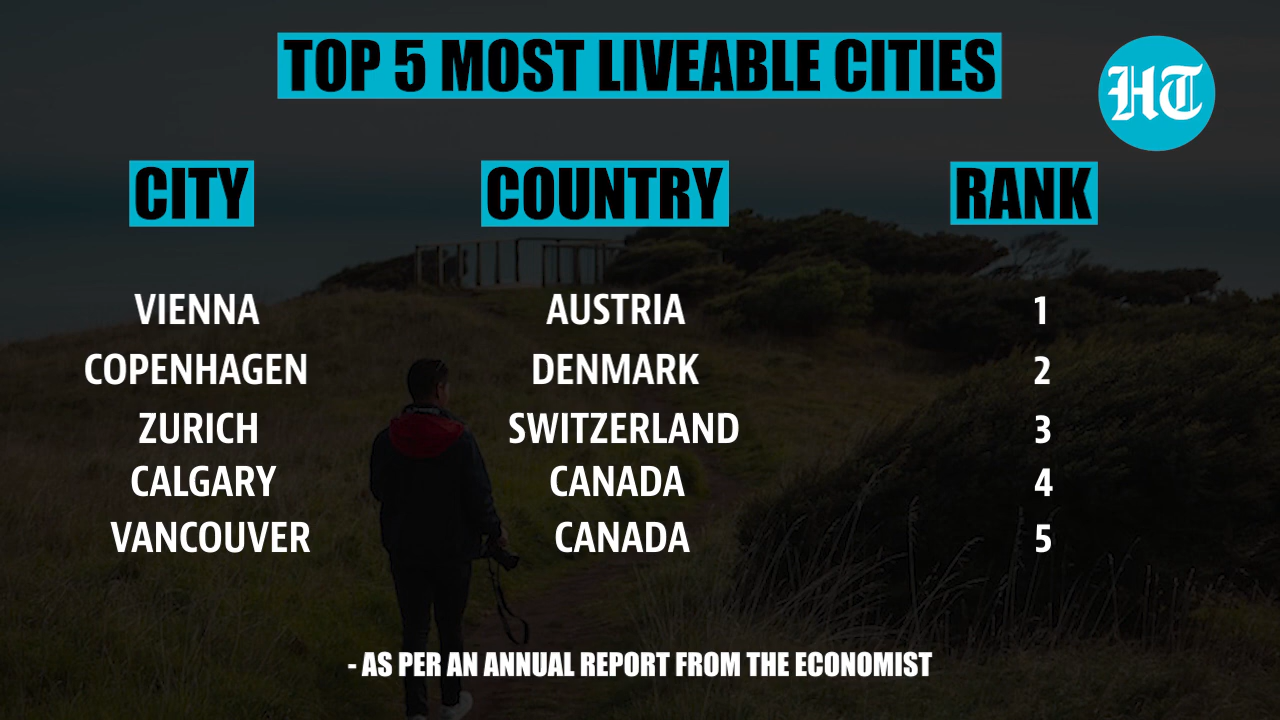 TOP 5 MOST LIVEABLE CITIES
HT
CITY COUNTRY RANK
VIENNA AUSTRIA 1
COPENHAGEN DENMARK 2
ZURICH SWITZERLAND 3
CALGARY CANADA 4
VANCOUVER CANADA 5
- AS PER AN ANNUAL REPORT FROM THE ECONOMIST